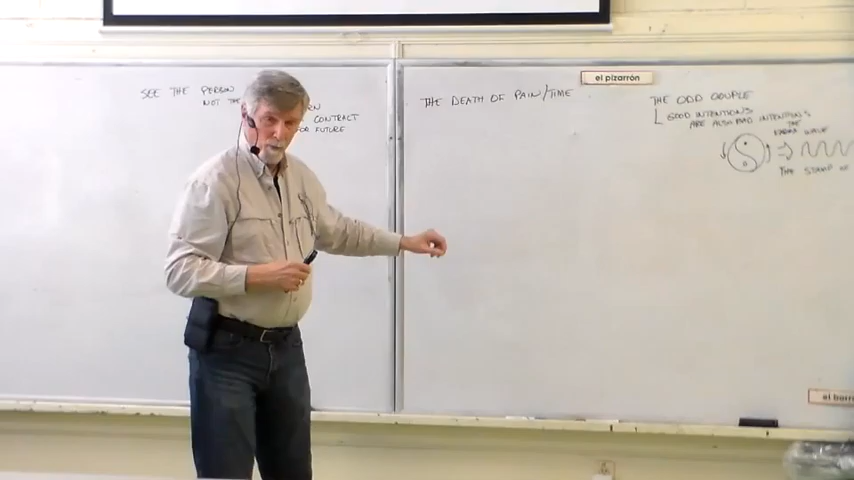 SEE THE PERSON
NOT THE
CONTRACT
FOR FUTURE
THE DEATH OF PAIN/TIME
el pizarrón
THE ODD COUPLE
GOOD INTENTIONS
ARE ALSO BAD INTENTIONS
THE
KARMA WAVE
THE STAMP OF
el borr